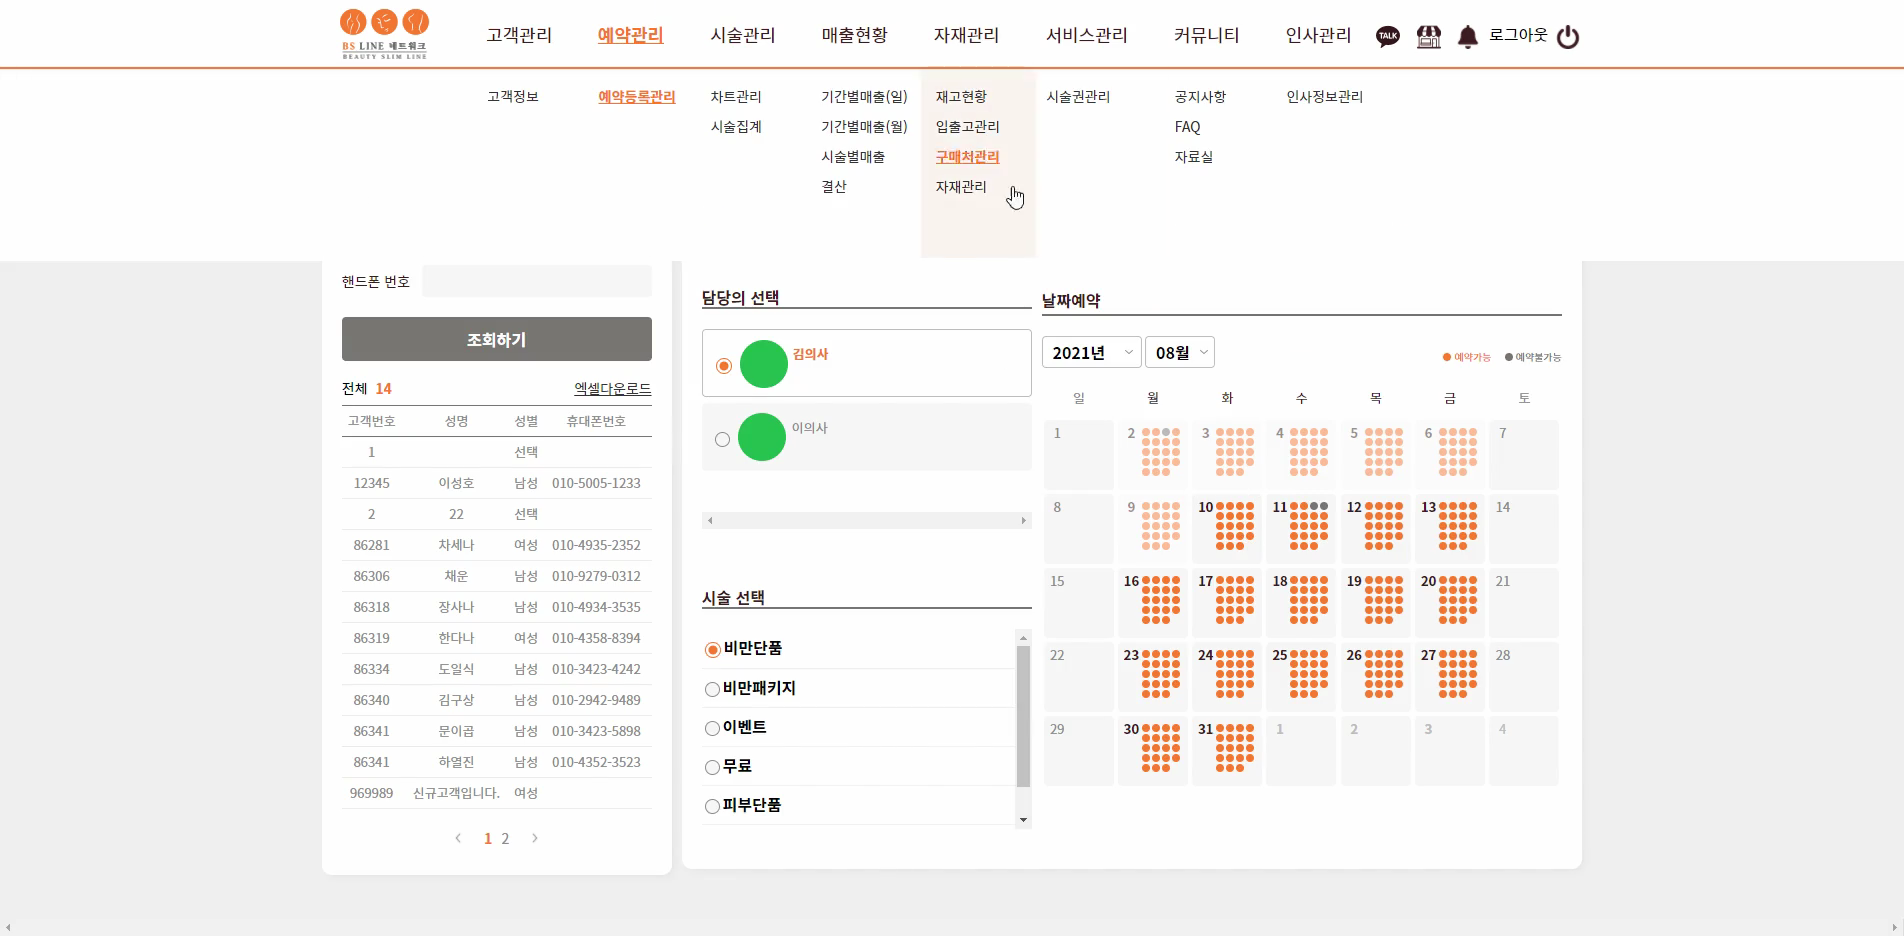 BS LINE 네트워크
BEAUTY SLIM LINE
고객관리 예약관리 시술관리 매출현황 자재관리 서비스관리 커뮤니티 인사관리 TALK 로그아웃
고객정보 예약등록관리 차트관리 기간별매출(일) 재고현황 시술권관리 공지사항 인사정보관리
시술집계 기간별매출(월) 입출고관리 FAQ
시술별매출 구매처관리 자료실
결산 자재관리
핸드폰 번호
조회하기
전체 14 엑셀다운로드
고객번호 성명 성별 휴대폰번호
1 선택
12345 이성호 남성 010-5005-1233
2 22 선택
86281 차세나 여성 010-4935-2352
86306 채운 남성 010-9279-0312
86318 장사나 남성 010-4934-3535
86319 한다나 여성 010-4358-8394
86334 도일식 남성 010-3423-4242
86340 김구상 남성 010-2942-9489
86341 문이곱 남성 010-3423-5898
86341 하열진 남성 010-4352-3523
969989 신규고객입니다. 여성
1 2
담당의 선택
김의사
이의사
시술 선택
비만단품
비만패키지
이벤트
무료
피부단품
날짜예약
2021년 08월
예약가능 예약불가능
일 월 화 수 목 금 토
1 2 3 4 5 6 7
8 9 10 11 12 13 14
15 16 17 18 19 20 21
22 23 24 25 26 27 28
29 30 31 1 2 3 4